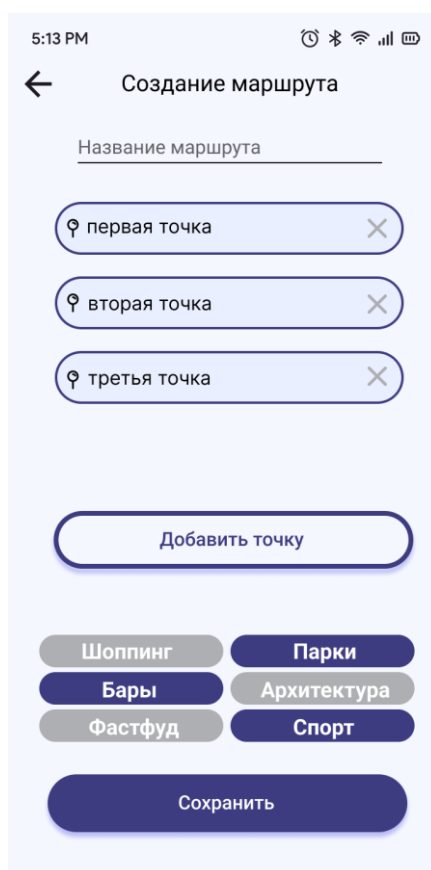 5:13 PM
Создание маршрута
Название маршрута
первая точка
вторая точка
третья точка
Добавить точку
Шоппинг Парки
Бары Архитектура
Фастфуд Спорт
Сохранить